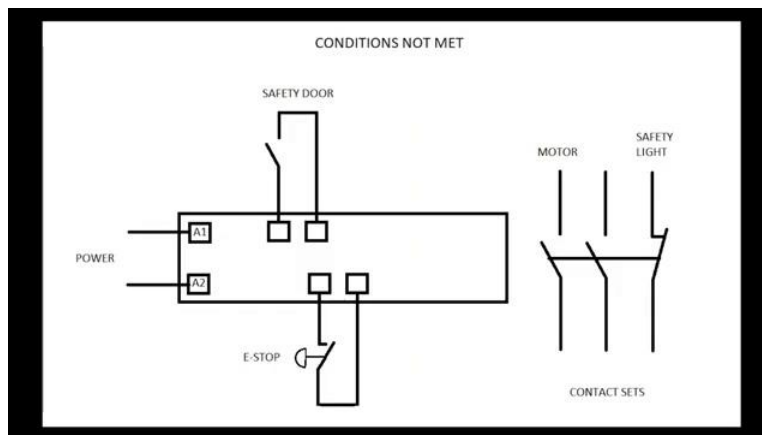 CONDITIONS NOT MET
SAFETY DOOR
MOTOR
SAFETY
LIGHT
A1
POWER
A2
E-STOP
CONTACT SETS